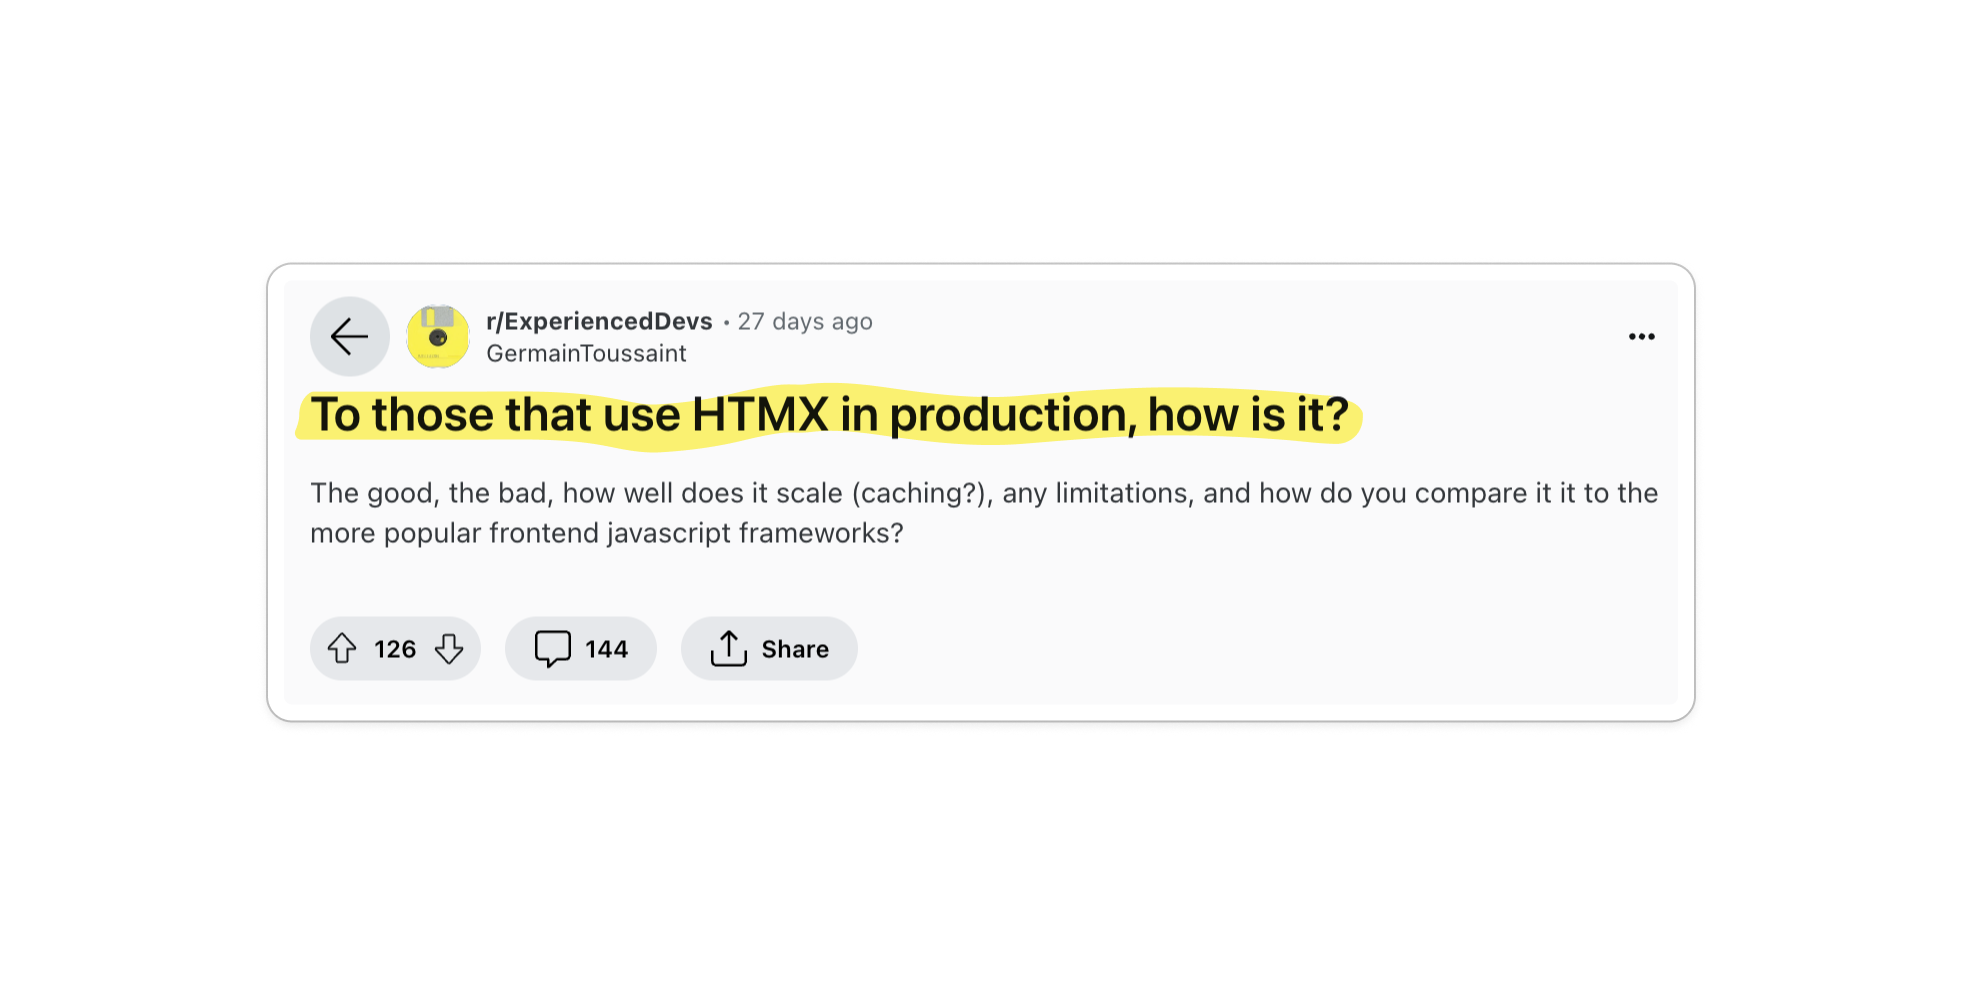 r/ExperiencedDevs • 27 days ago
GermainToussaint
To those that use HTMX in production, how is it?
The good, the bad, how well does it scale (caching?), any limitations, and how do you compare it it to the
more popular frontend javascript frameworks?
126
144
Share